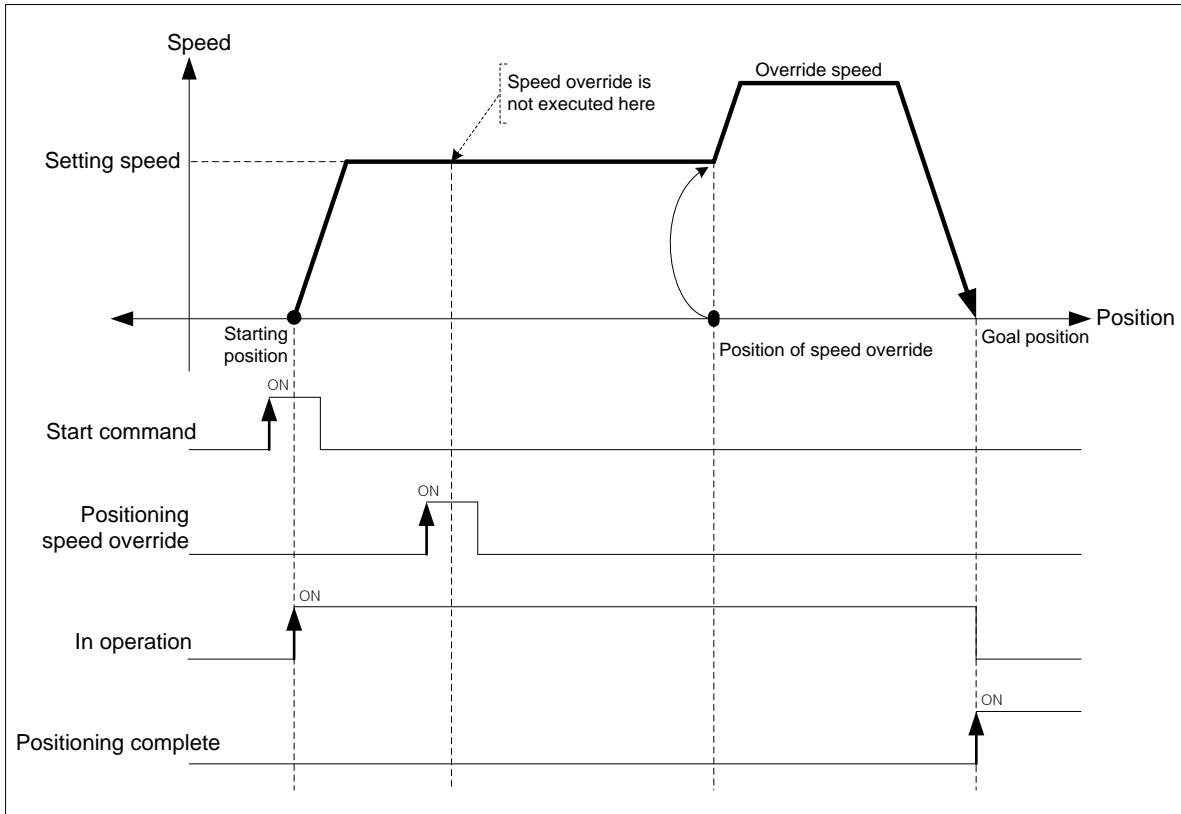 Speed
Speed override is
not executed here
Override speed
Setting speed
Position
Starting
position
Position of speed override
Goal position
ON
Start command
ON
Positioning
speed override
ON
In operation
ON
Positioning complete